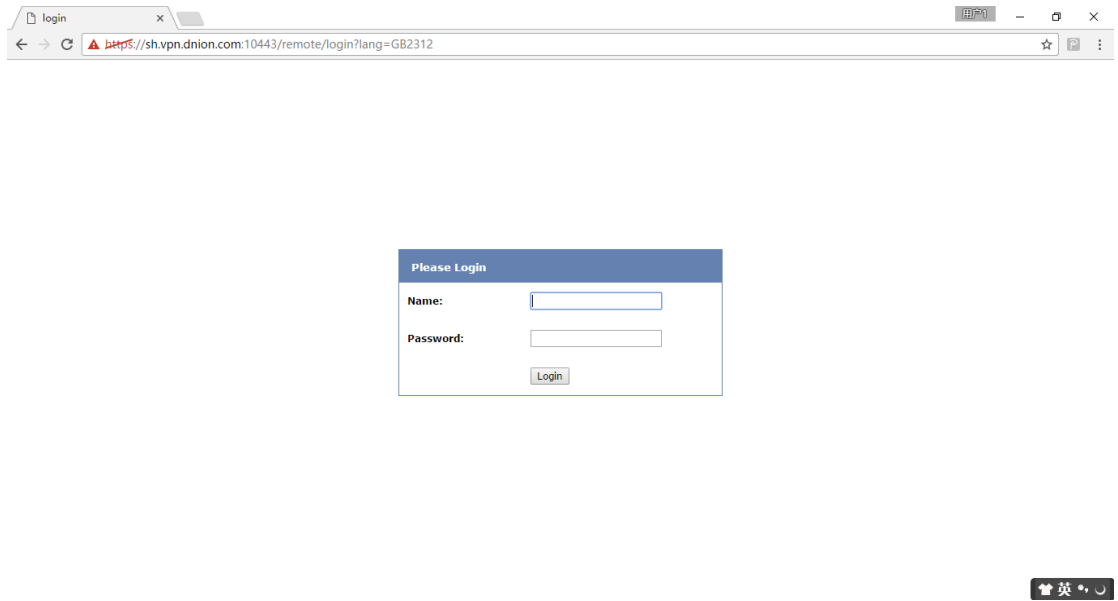 login
用户1
https://sh.vpn.dnion.com:10443/remote/login?lang=GB2312
Please Login
Name:
Password:
Login
英